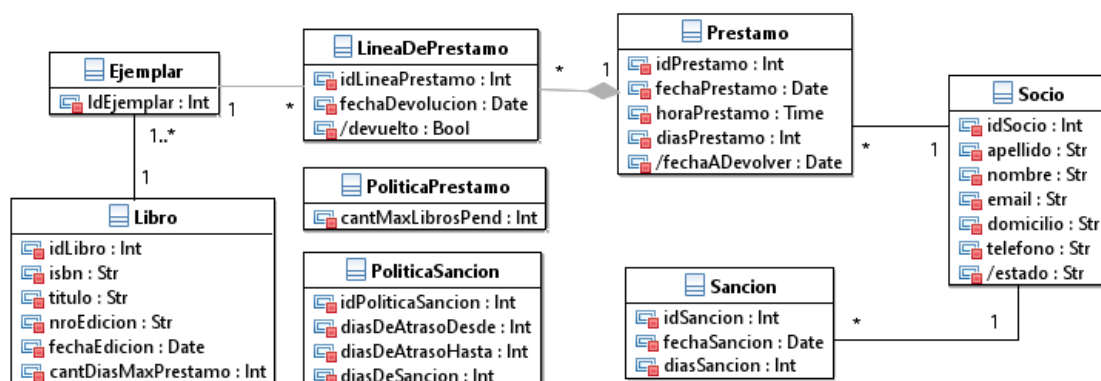 Ejemplar
IdEjemplar : Int
1
*
1..*
1
LineaDePrestamo
idLineaPrestamo : Int
fechaDevolucion : Date
/devuelto : Bool
*
1
Prestamo
idPrestamo : Int
fechaPrestamo : Date
horaPrestamo : Time
diasPrestamo : Int
/fechaADevolver : Date
*
1
Socio
idSocio : Int
apellido : Str
nombre : Str
email : Str
domicilio : Str
telefono : Str
/estado : Str
Libro
idLibro : Int
isbn : Str
titulo : Str
nroEdicion : Str
fechaEdicion : Date
cantDiasMaxPrestamo : Int
PoliticaPrestamo
cantMaxLibrosPend : Int
PoliticaSancion
idPoliticaSancion : Int
diasDeAtrasoDesde : Int
diasDeAtrasoHasta : Int
diasDeSancion : Int
Sancion
idSancion : Int
fechaSancion : Date
diasSancion : Int
*
1